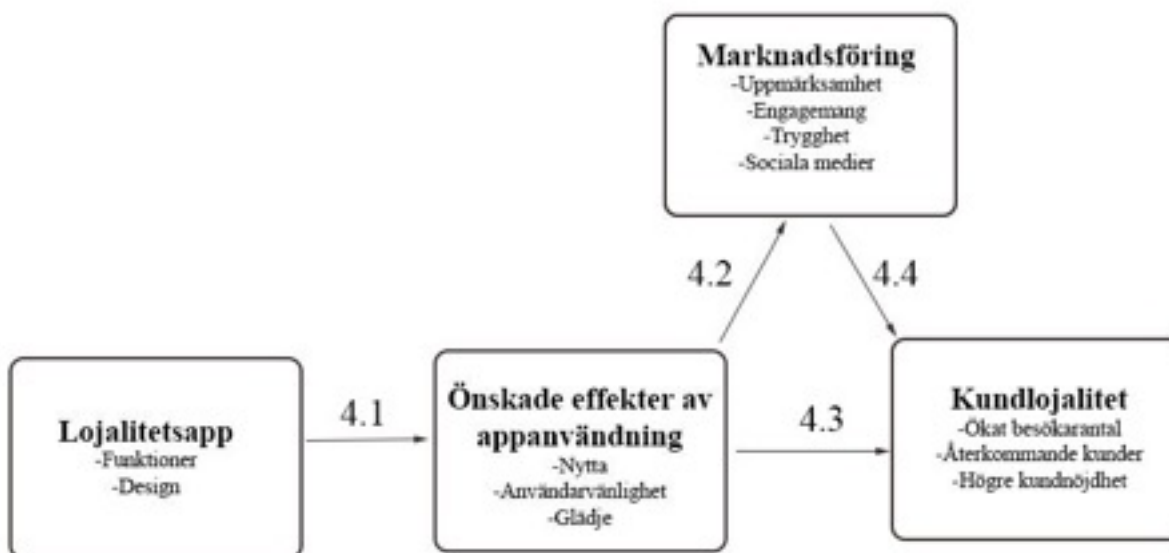 Marknadsföring
-Uppmärksamhet
-Engagemang
-Trygghet
-Sociala medier
4.2
4.4
Lojalitetsapp
-Funktioner
-Design
4.1
Önskade effekter av
appanvändning
-Nytta
-Användarvänlighet
-Glädje
4.3
Kundlojalitet
-Ökat besökarantal
-Återkommande kunder
-Högre kundnöjdhet